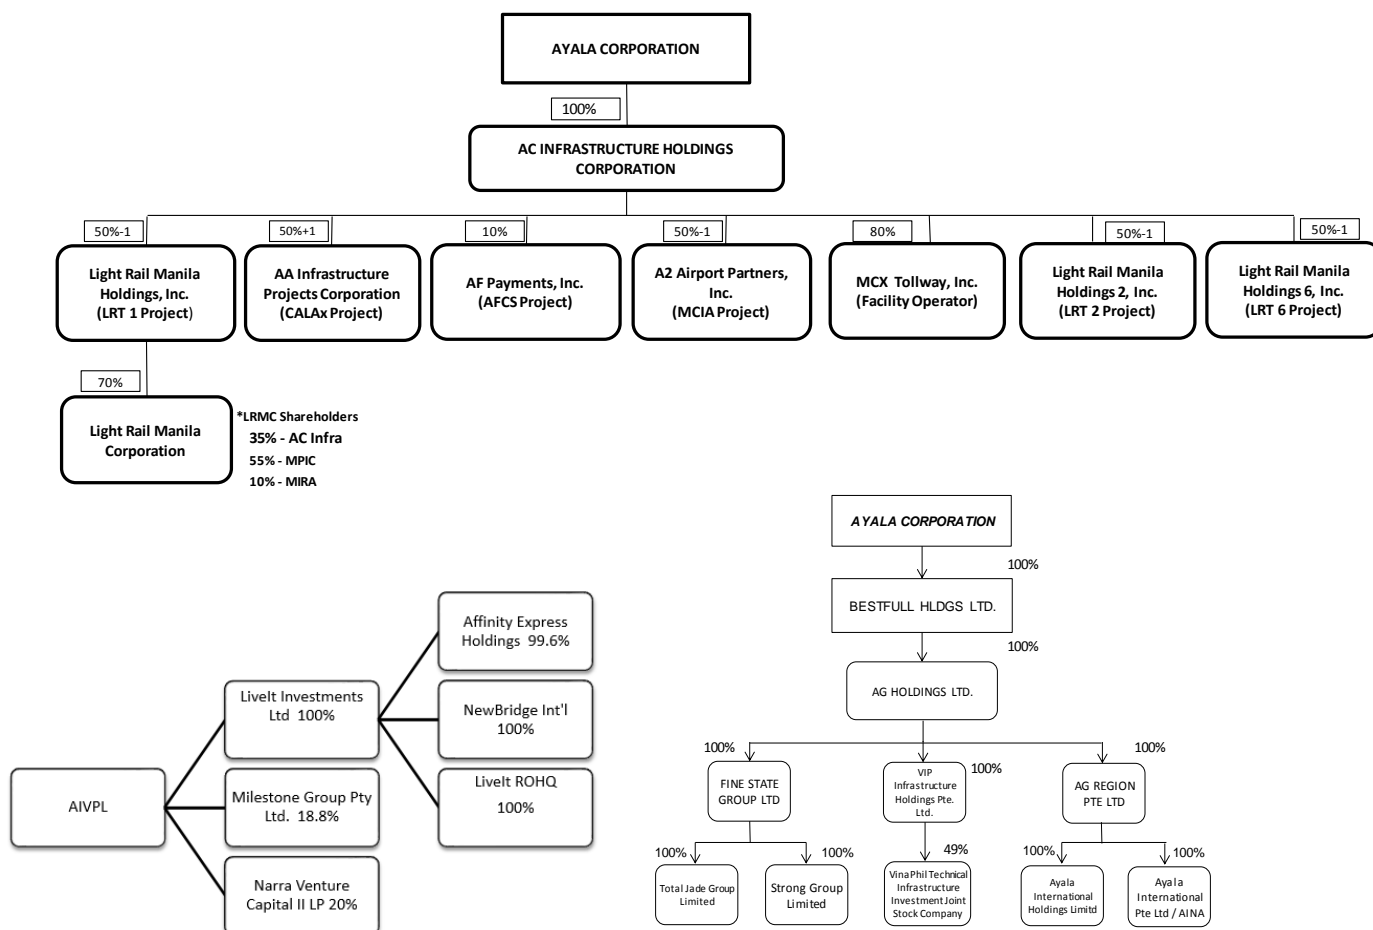 AYALA CORPORATION
100%
AC INFRASTRUCTURE HOLDINGS
CORPORATION
50%-1
50%+1
10%
50%-1
80%
50%-1
50%-1
Light Rail Manila
Holdings, Inc.
(LRT 1 Project)
AA Infrastructure
Projects Corporation
(CALAx Project)
AF Payments, Inc.
(AFCS Project)
A2 Airport Partners,
Inc.
(MCIA Project)
MCX Tollway, Inc.
(Facility Operator)
Light Rail Manila
Holdings 2, Inc.
(LRT 2 Project)
Light Rail Manila
Holdings 6, Inc.
(LRT 6 Project)
70%
Light Rail Manila
Corporation
*LRMC Shareholders
35% - AC Infra
55% - MPIC
10% - MIRA
AIVPL
LiveIt Investments
Ltd 100%
Milestone Group Pty
Ltd. 18.8%
Narra Venture
Capital II LP 20%
Affinity Express
Holdings 99.6%
NewBridge Int'l
100%
LiveIt ROHQ
100%
AYALA CORPORATION
100%
BESTFULL HLDGS LTD.
100%
AG HOLDINGS LTD.
100%
100%
100%
FINE STATE
GROUP LTD
VIP
Infrastructure
Holdings Pte.
Ltd.
AG REGION
PTE LTD
100%
100%
49%
100%
100%
Total Jade Group
Limited
Strong Group
Limited
VinaPhil Technical
Infrastructure
Investment Joint
Stock Company
Ayala
International
Holdings Limitd
Ayala
International
Pte Ltd / AINA